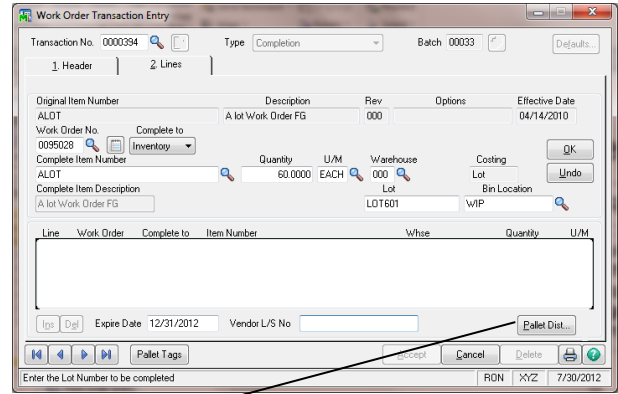 Work Order Transaction Entry
Transaction No. 0000394 Type Completion Batch 00033 Defaults...
1. Header 2. Lines
Original Item Number Description Rev Options Effective Date
ALOT A lot Work Order FG 000 04/14/2010
Work Order No. Complete to
0095028 Inventory OK
Complete Item Number Quantity U/M Warehouse Costing
ALOT 60.0000 EACH 000 Lot Undo
Complete Item Description Lot Bin Location
A lot Work Order FG LOT601 WIP
Line Work Order Complete to Item Number Whse Quantity U/M
Ins Del Expire Date 12/31/2012 Vendor L/S No Pallet Dist...
Pallet Tags Accept Cancel Delete
Enter the Lot Number to be completed RON XYZ 7/30/2012